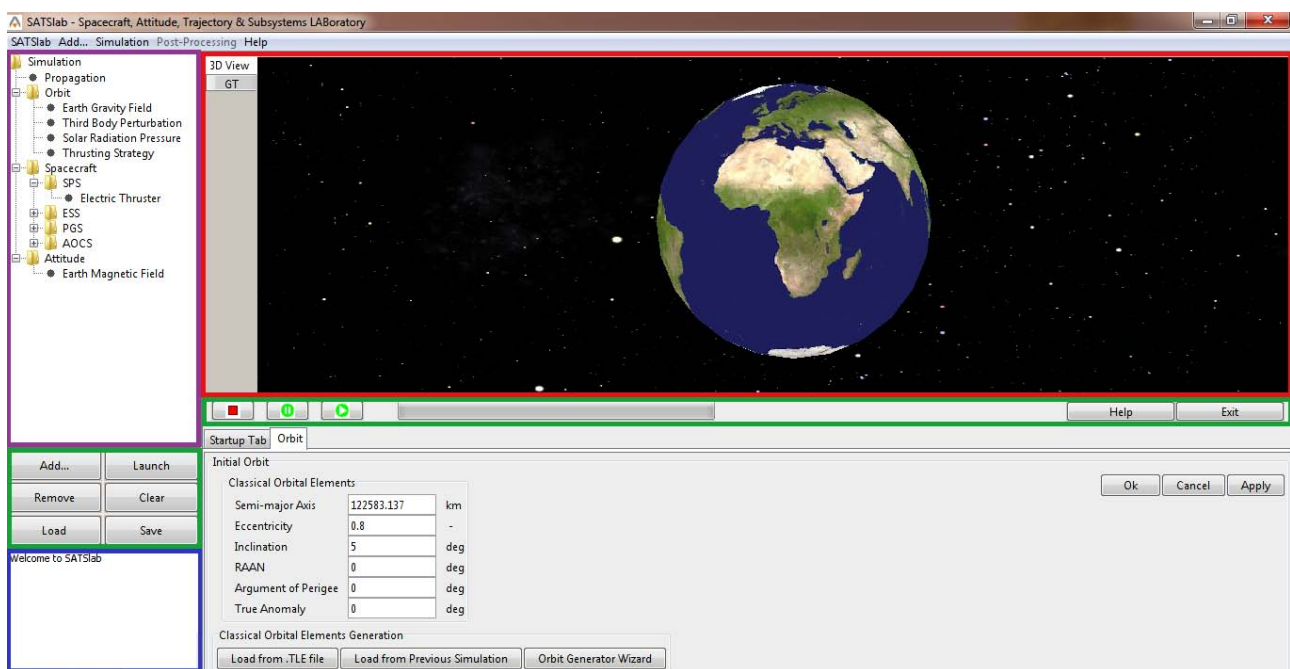 SATSlab - Spacecraft, Attitude, Trajectory & Subsystems LABoratory
SATSlab Add... Simulation Post-Processing Help
Simulation
Propagation
Orbit
Earth Gravity Field
Third Body Perturbation
Solar Radiation Pressure
Thrusting Strategy
Spacecraft
SPS
Electric Thruster
ESS
PGS
AOCS
Attitude
Earth Magnetic Field
3D View
GT
Help Exit
Add... Launch
Remove Clear
Load Save
Welcome to SATSlab
Startup Tab Orbit
Initial Orbit
Ok Cancel Apply
Classical Orbital Elements
Semi-major Axis 122583.137 km
Eccentricity 0.8 -
Inclination 5 deg
RAAN 0 deg
Argument of Perigee 0 deg
True Anomaly 0 deg
Classical Orbital Elements Generation
Load from .TLE file Load from Previous Simulation Orbit Generator Wizard